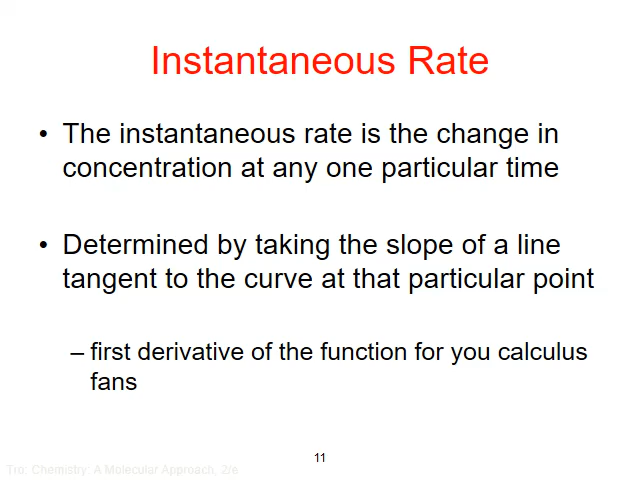 Instantaneous Rate
• The instantaneous rate is the change in
concentration at any one particular time
• Determined by taking the slope of a line
tangent to the curve at that particular point
– first derivative of the function for you calculus
fans
11
Tro: Chemistry: A Molecular Approach, 2/e